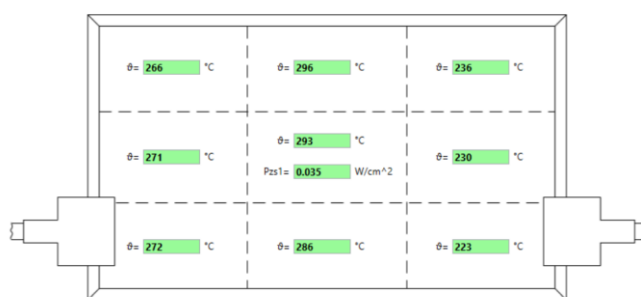 ϑ= 266 °C ϑ= 296 °C ϑ= 236 °C
ϑ= 271 °C ϑ= 293 °C ϑ= 230 °C
Pzs1= 0.035 W/cm^2
ϑ= 272 °C ϑ= 286 °C ϑ= 223 °C